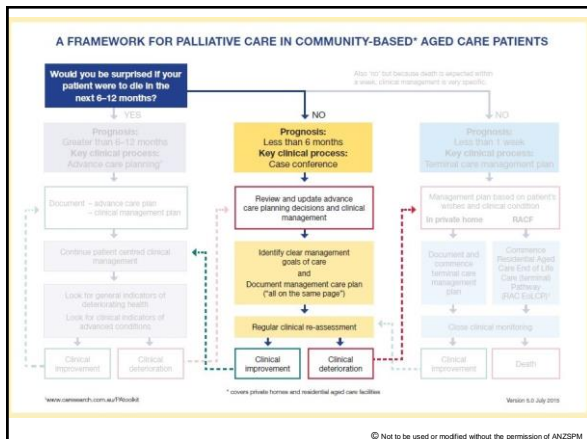 A FRAMEWORK FOR PALLIATIVE CARE IN COMMUNITY-BASED* AGED CARE PATIENTS
Would you be surprised if your
patient were to die in the
next 6–12 months?
Also 'no' but because death is expected within
a week, clinical management is very specific.
YES
NO
NO
Prognosis:
Greater than 6–12 months
Key clinical process:
Advance care planning*
Prognosis:
Less than 6 months
Key clinical process:
Case conference
Prognosis:
Less than 1 week
Key clinical process:
Terminal care management plan
Document – advance care plan
– clinical management plan
Review and update advance
care planning decisions and clinical
management
Management plan based on patient's
wishes and clinical condition
In private home
RACF
Continue patient centred clinical
management
Look for general indicators of
deteriorating health
Look for clinical indicators of
advanced conditions
Identify clear management
goals of care
and
Document management care plan
("all on the same page")
Document and
commence
terminal care
management
plan
Commence
Residential Aged
Care End of Life
Care (terminal)
Pathway
(RAC EoLCP)
Regular clinical re-assessment
Close clinical monitoring
Clinical
improvement
Clinical
deterioration
Clinical
improvement
Clinical
deterioration
Clinical
improvement
Death
* covers private homes and residential aged care facilities
Version 5.0 July 2013
© Not to be used or modified without the permission of ANZSPM